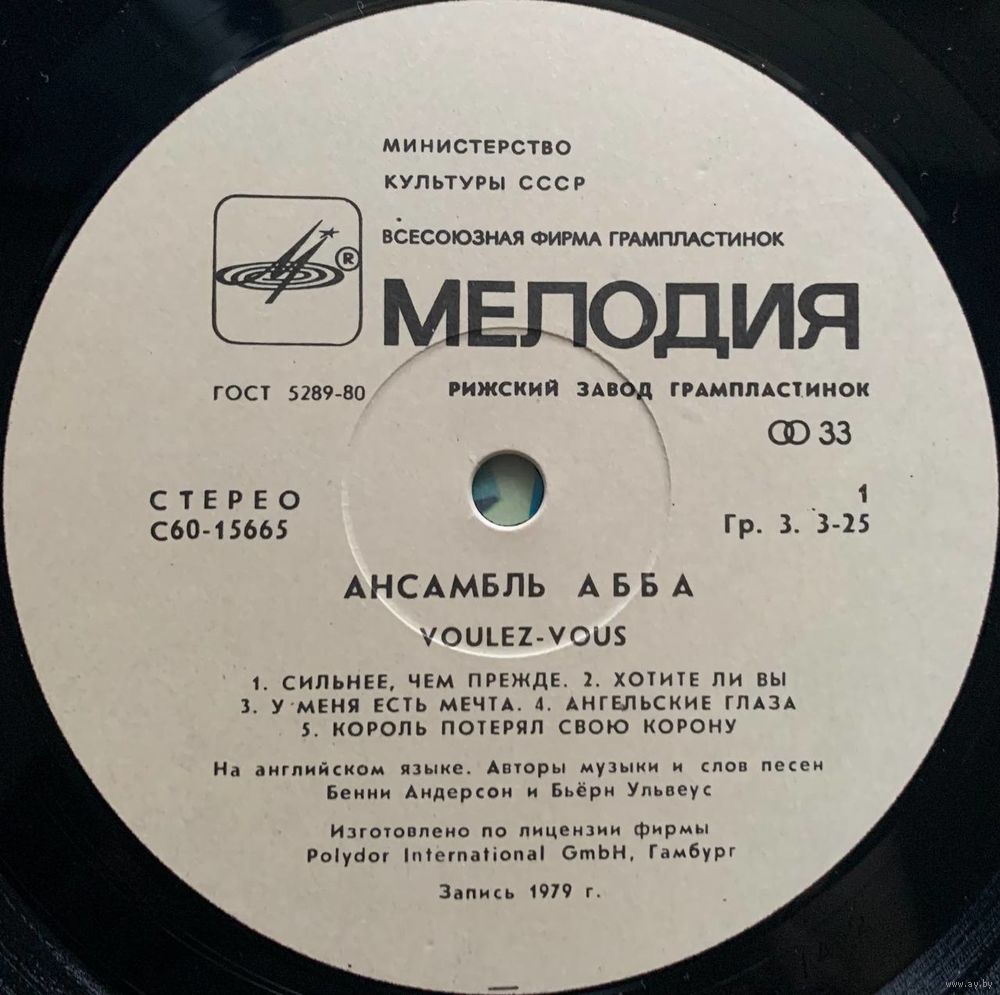 МИНИСТЕРСТВО
КУЛЬТУРЫ СССР
ВСЕСОЮЗНАЯ ФИРМА ГРАМПЛАСТИНОК
®
МЕЛОДИЯ
ГОСТ 5289-80
РИЖСКИЙ ЗАВОД ГРАМПЛАСТИНОК
33
СТЕРЕО
С60-15665
1
Гр. 3. 3-25
АНСАМБЛЬ АББА
VOULEZ-VOUS
1. СИЛЬНЕЕ, ЧЕМ ПРЕЖДЕ. 2. ХОТИТЕ ЛИ ВЫ
3. У МЕНЯ ЕСТЬ МЕЧТА. 4. АНГЕЛЬСКИЕ ГЛАЗА
5. КОРОЛЬ ПОТЕРЯЛ СВОЮ КОРОНУ
На английском языке. Авторы музыки и слов песен
Бенни Андерсон и Бьёрн Ульвеус
Изготовлено по лицензии фирмы
Polydor International GmbH, Гамбург
Запись 1979 г.
www.ay.by